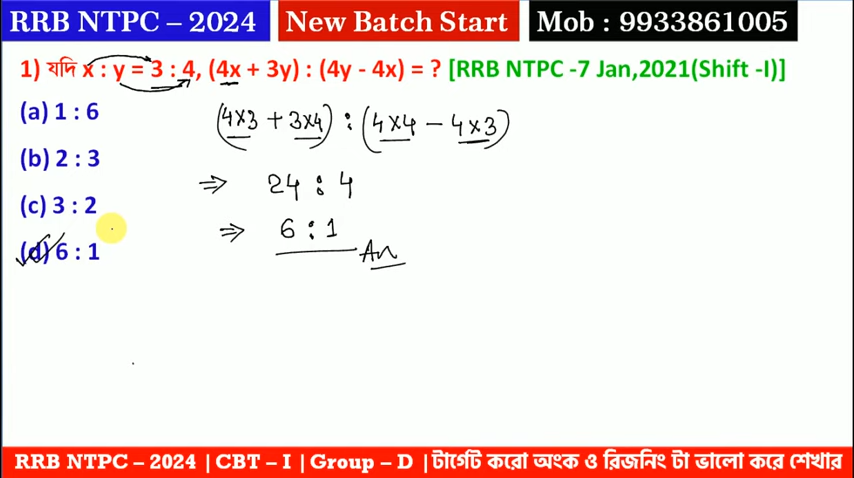 RRB NTPC – 2024 New Batch Start Mob : 9933861005
1) যদি x : y = 3 : 4, (4x + 3y) : (4y - 4x) = ? [RRB NTPC -7 Jan,2021(Shift -I)]
(a) 1 : 6
(4×3 + 3×4) : (4×4 – 4×3)
(b) 2 : 3
⇒ 24 : 4
(c) 3 : 2
⇒ 6 : 1
(d) 6 : 1
An
RRB NTPC – 2024 | CBT – I | Group – D | টার্গেট করো অংক ও রিজনিং টা ভালো করে শেখার